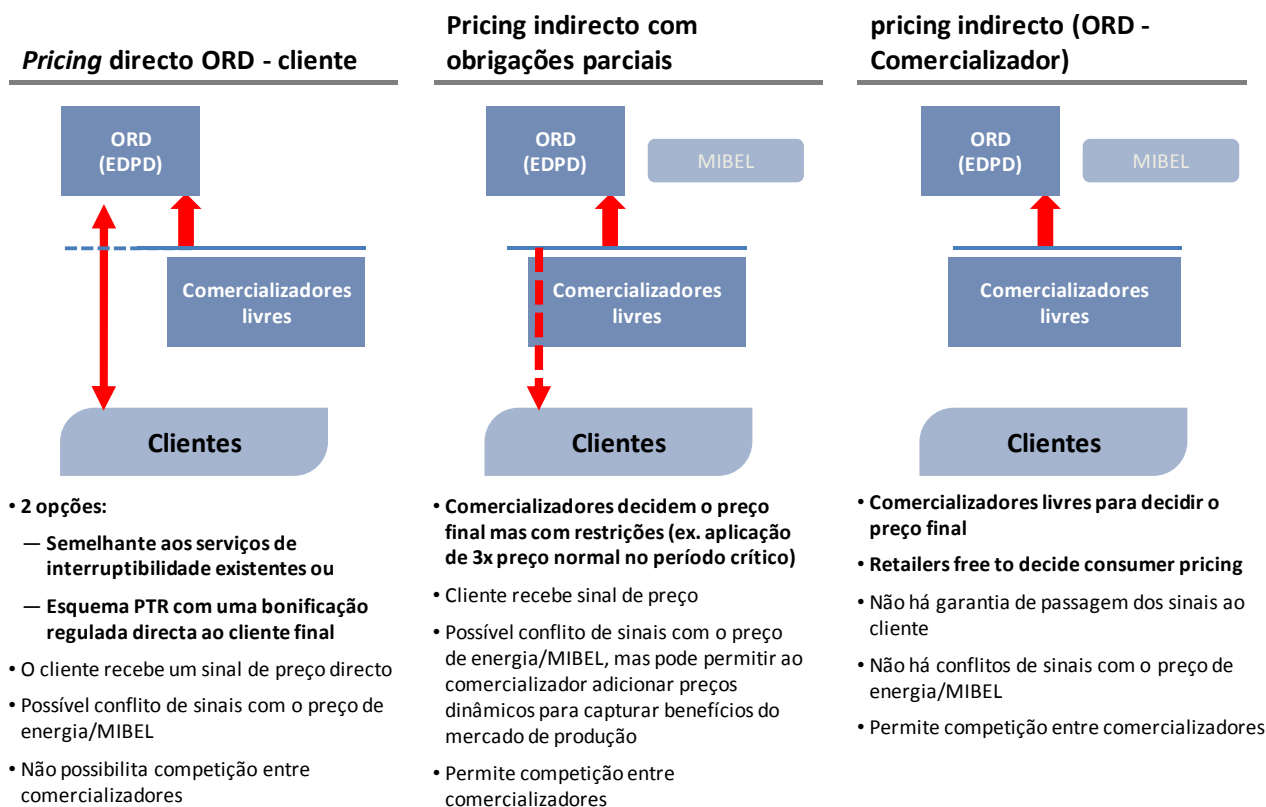 Pricing directo ORD - cliente
ORD
(EDPD)
Comercializadores
livres
Clientes
• 2 opções:
— Semelhante aos serviços de
interruptibilidade existentes ou
— Esquema PTR com uma bonificação
regulada directa ao cliente final
• O cliente recebe um sinal de preço directo
• Possível conflito de sinais com o preço de
energia/MIBEL
• Não possibilita competição entre
comercializadores
Pricing indirecto com
obrigações parciais
ORD
(EDPD)
MIBEL
Comercializadores
livres
Clientes
• Comercializadores decidem o preço
final mas com restrições (ex. aplicação
de 3x preço normal no período crítico)
• Cliente recebe sinal de preço
• Possível conflito de sinais com o preço
de energia/MIBEL, mas pode permitir ao
comercializador adicionar preços
dinâmicos para capturar benefícios do
mercado de produção
• Permite competição entre
comercializadores
pricing indirecto (ORD -
Comercializador)
ORD
(EDPD)
MIBEL
Comercializadores
livres
Clientes
• Comercializadores livres para decidir o
preço final
• Retailers free to decide consumer pricing
• Não há garantia de passagem dos sinais ao
cliente
• Não há conflitos de sinais com o preço de
energia/MIBEL
• Permite competição entre comercializadores